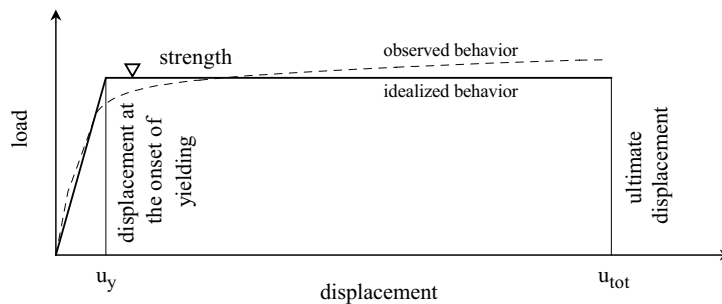 strength
observed behavior
idealized behavior
load
displacement at
the onset of
yielding
ultimate
displacement
u_y
u_tot
displacement